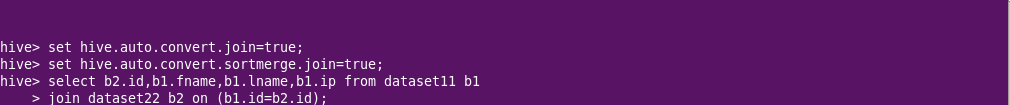 hive> set hive.auto.convert.join=true;
hive> set hive.auto.convert.sortmerge.join=true;
hive> select b2.id,b1.fname,b1.lname,b1.ip from dataset11 b1
    > join dataset22 b2 on (b1.id=b2.id);